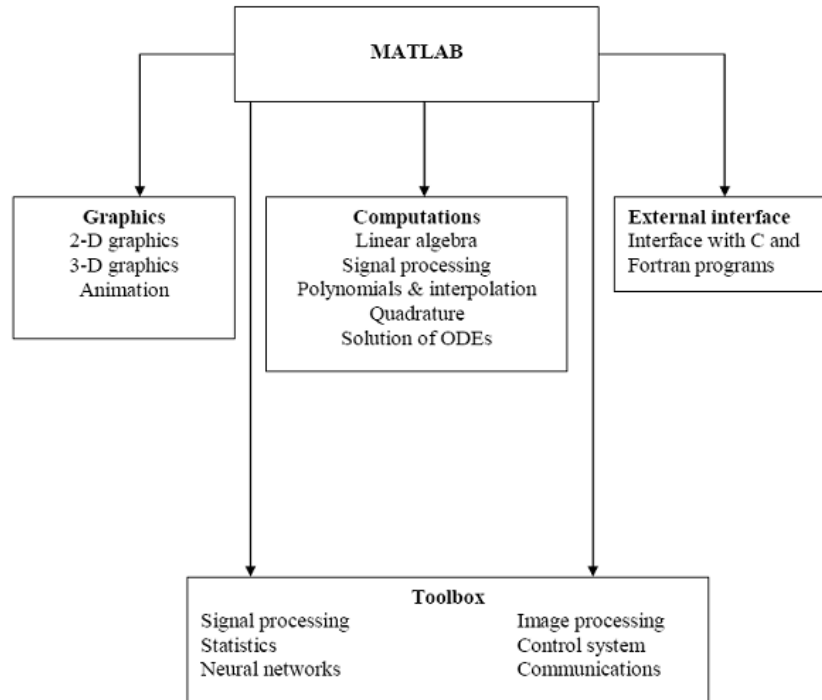 MATLAB
Graphics
2-D graphics
3-D graphics
Animation
Computations
Linear algebra
Signal processing
Polynomials & interpolation
Quadrature
Solution of ODEs
External interface
Interface with C and
Fortran programs
Toolbox
Signal processing
Statistics
Neural networks
Image processing
Control system
Communications